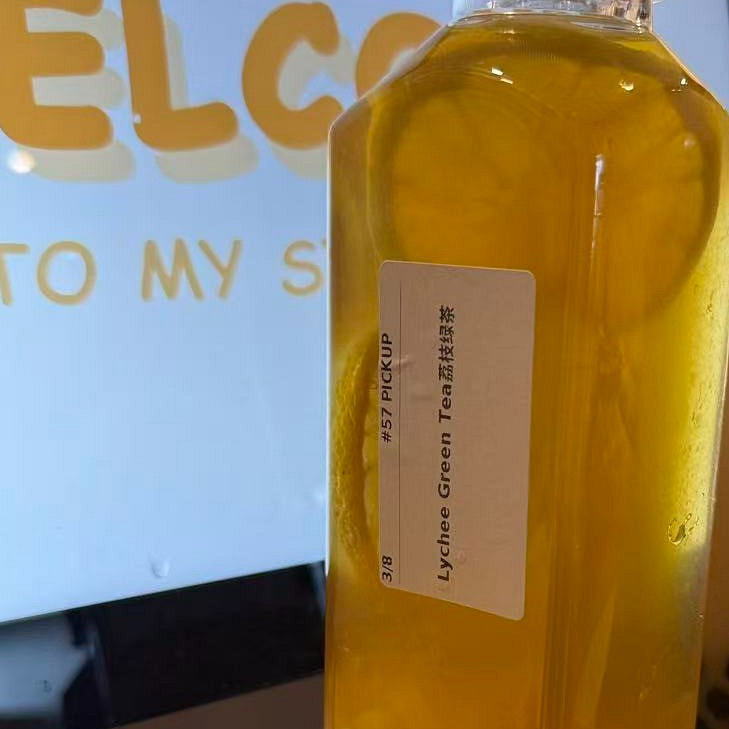 ELCO
TO MY S
#57 PICKUP
3/8
Lychee Green Tea荔枝绿茶